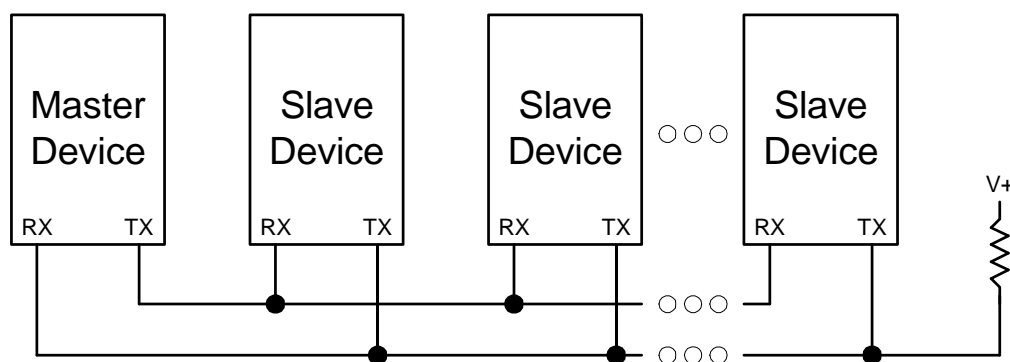 Master
Device
Slave
Device
Slave
Device
Slave
Device
RX TX
RX TX
RX TX
RX TX
V+